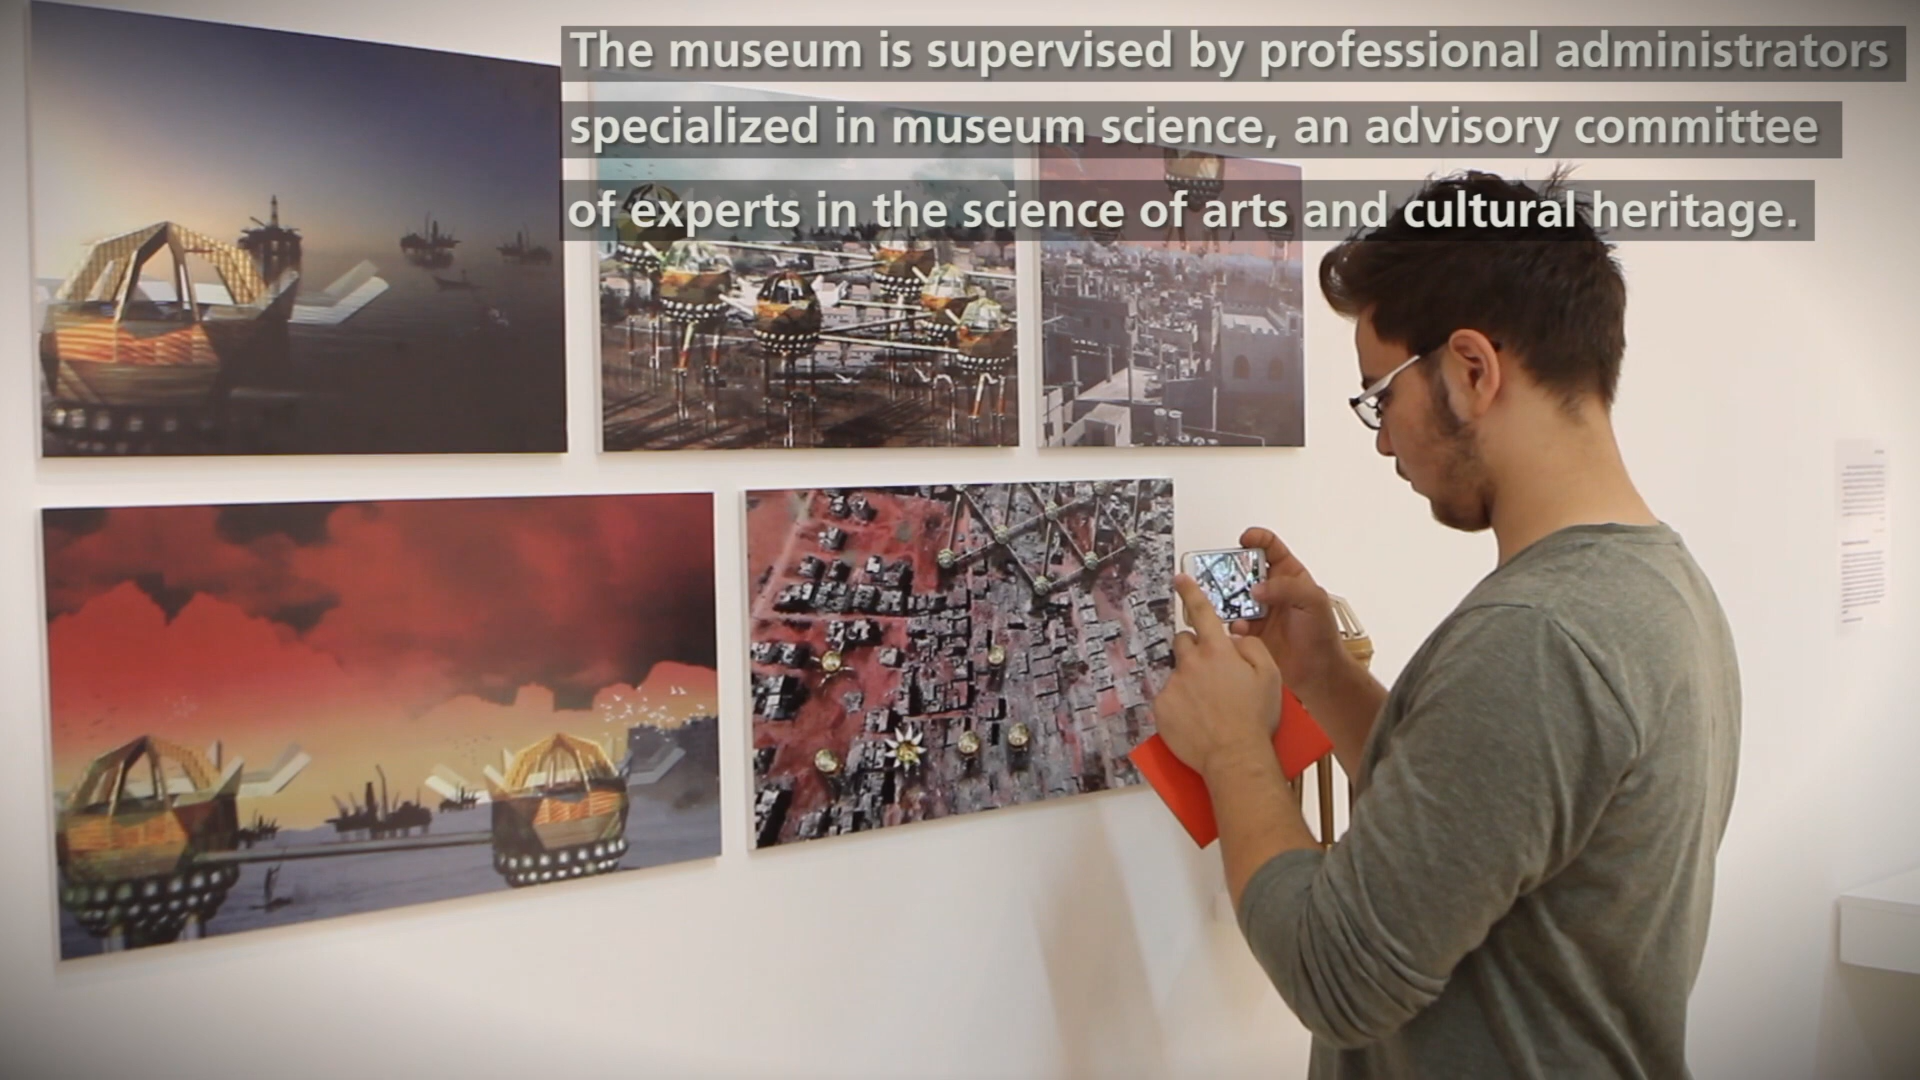 The museum is supervised by professional administrators
specialized in museum science, an advisory committee
of experts in the science of arts and cultural heritage.